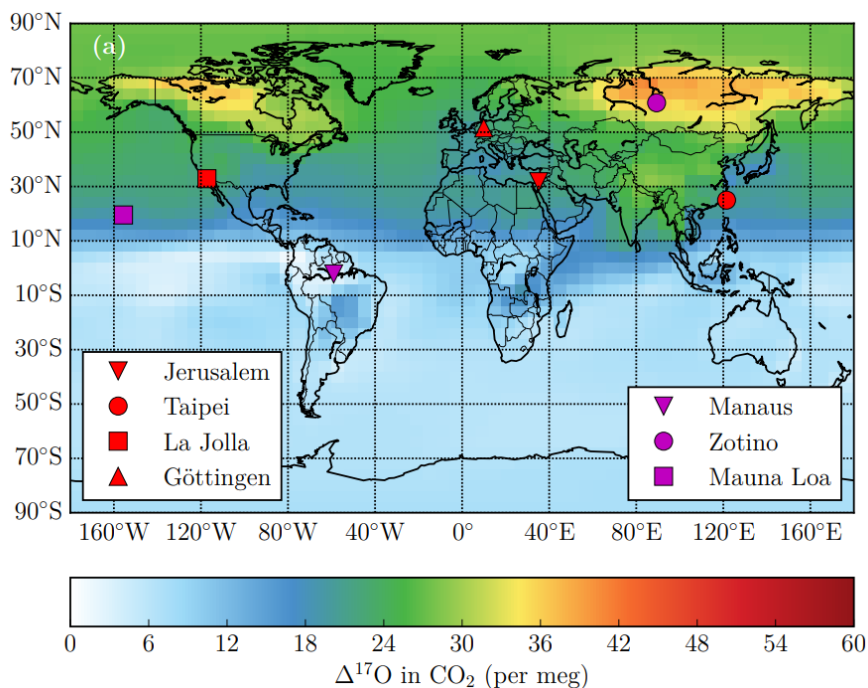 (a)
90°N
70°N
50°N
30°N
10°N
10°S
30°S
50°S
70°S
90°S
Jerusalem
Taipei
La Jolla
Göttingen
Manaus
Zotino
Mauna Loa
160°W 120°W 80°W 40°W 0° 40°E 80°E 120°E 160°E
0 6 12 18 24 30 36 42 48 54 60
Δ¹⁷O in CO₂ (per meg)